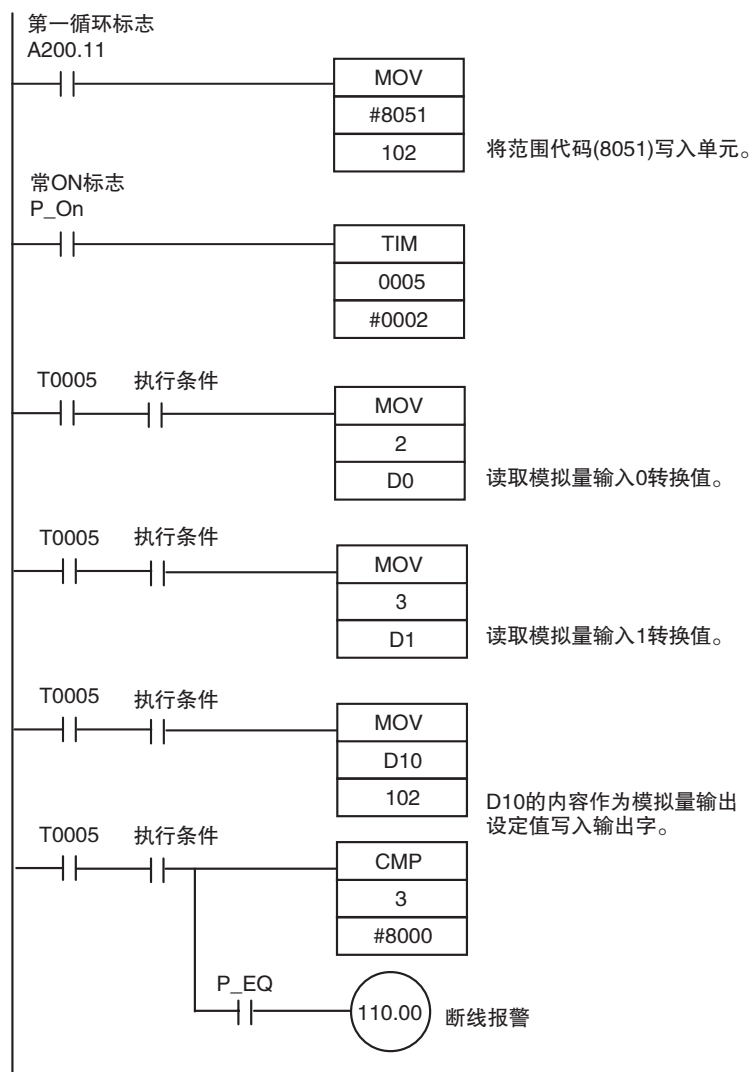 第一循环标志
A200.11
MOV
#8051
102
将范围代码(8051)写入单元。
常ON标志
P_On
TIM
0005
#0002
T0005 执行条件
MOV
2
D0
读取模拟量输入0转换值。
T0005 执行条件
MOV
3
D1
读取模拟量输入1转换值。
T0005 执行条件
MOV
D10
102
D10的内容作为模拟量输出
设定值写入输出字。
T0005 执行条件
CMP
3
#8000
P_EQ
110.00
断线报警